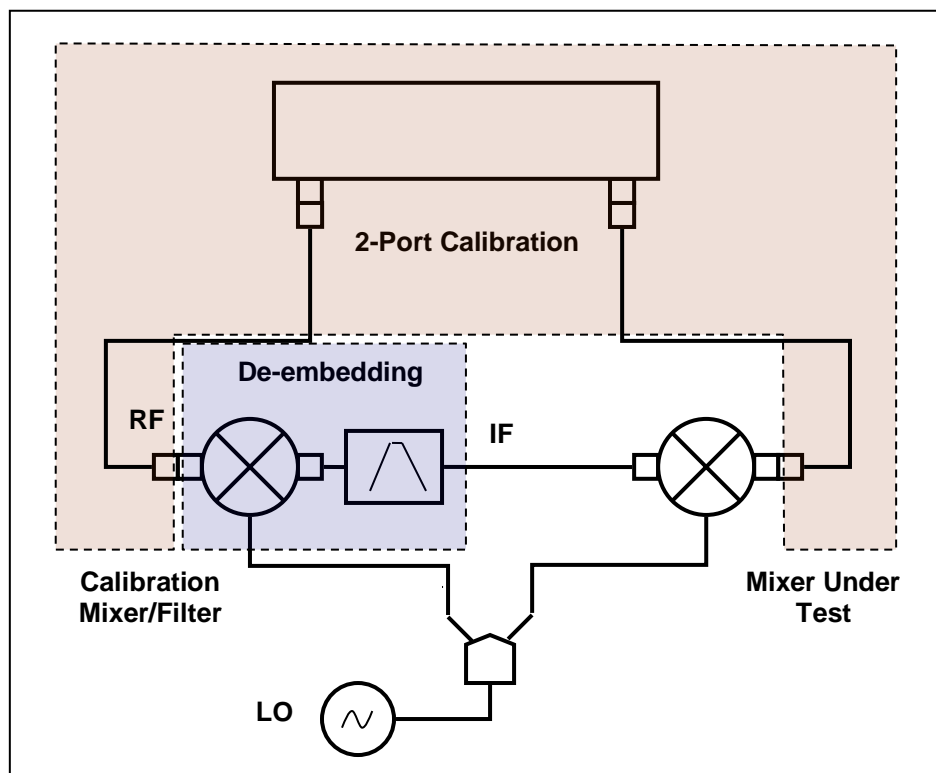 2-Port Calibration
De-embedding
RF
IF
Calibration
Mixer/Filter
Mixer Under
Test
LO